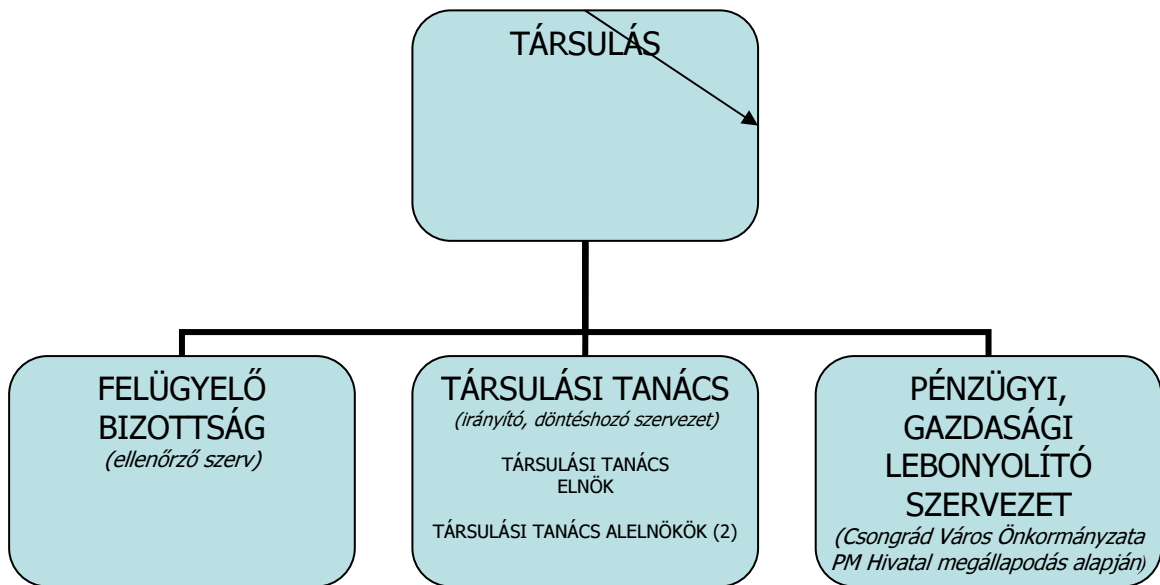 TÁRSULÁS
FELÜGYELŐ
BIZOTTSÁG
(ellenőrző szerv)
TÁRSULÁSI TANÁCS
(irányító, döntéshozó szervezet)
TÁRSULÁSI TANÁCS
ELNÖK
TÁRSULÁSI TANÁCS ALELNÖKÖK (2)
PÉNZÜGYI,
GAZDASÁGI
LEBONYOLÍTÓ
SZERVEZET
(Csongrád Város Önkormányzata
PM Hivatal megállapodás alapján)